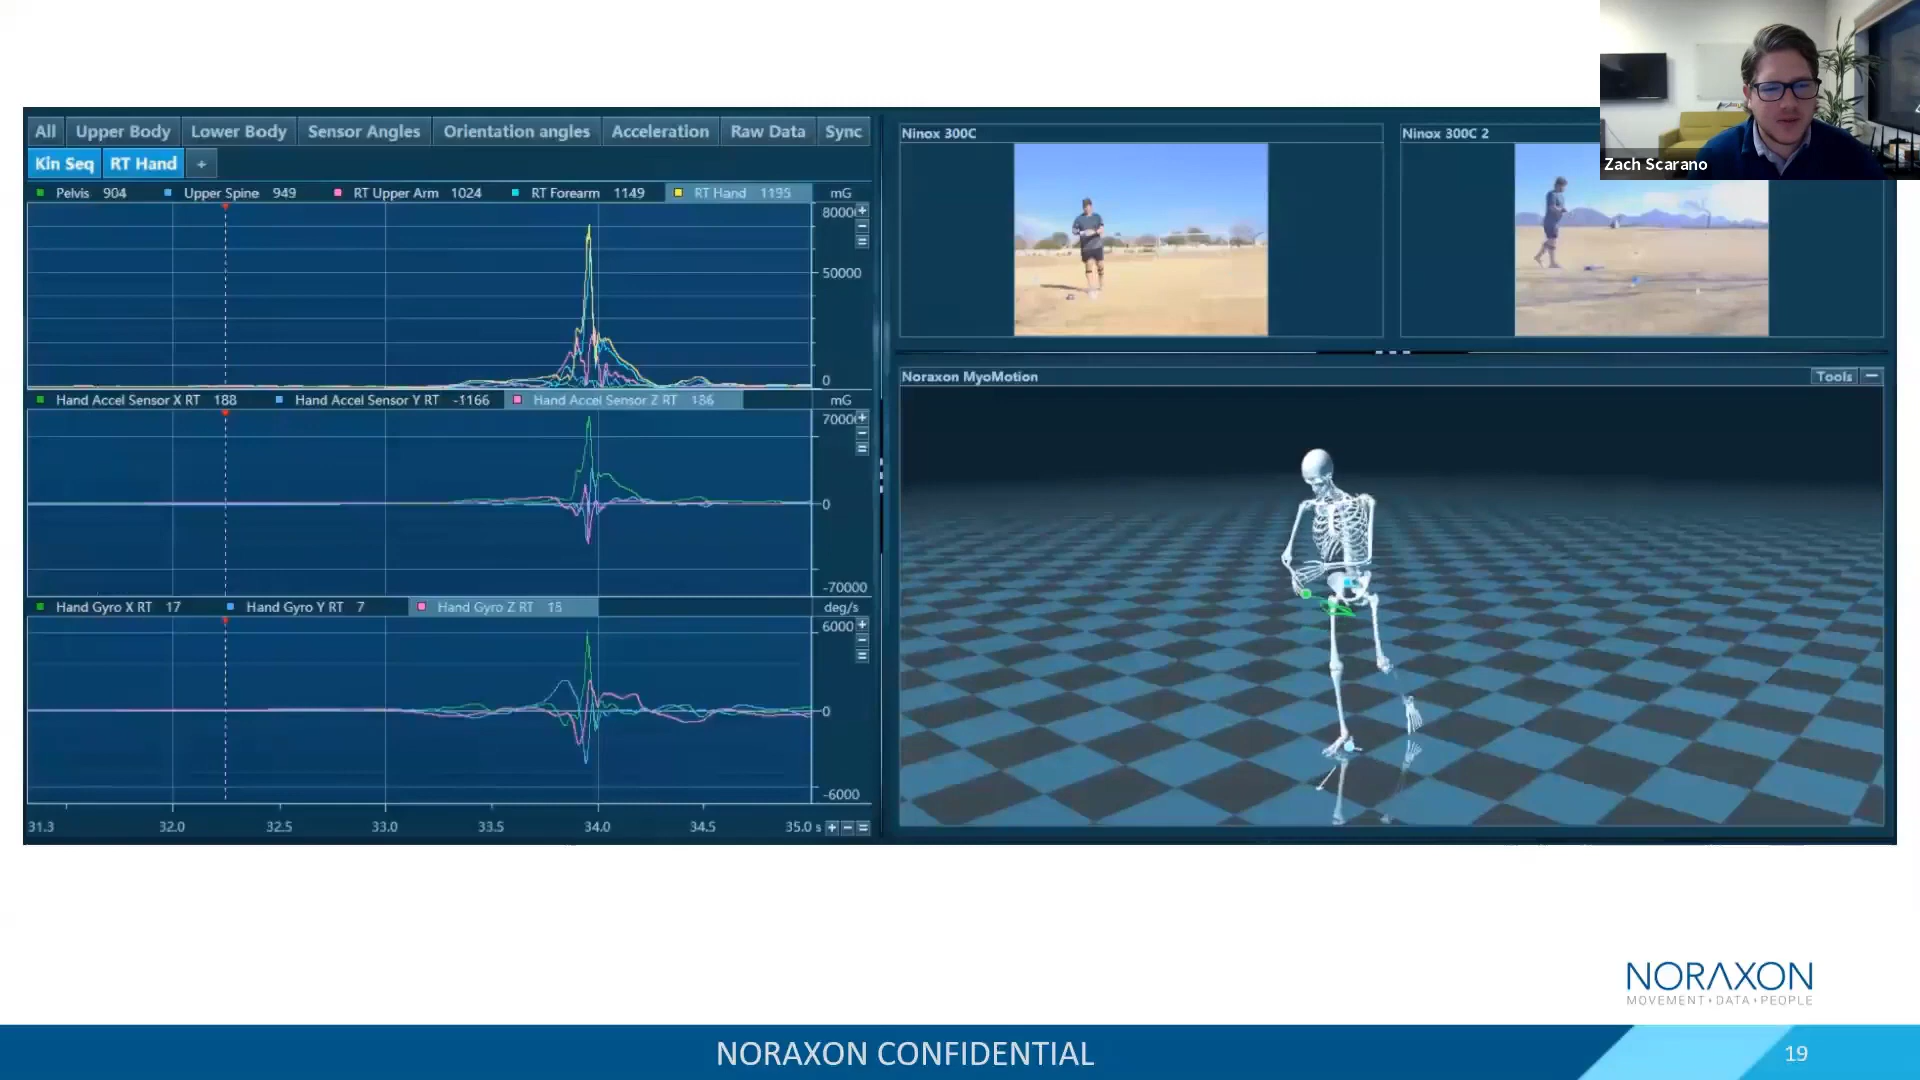 Zach Scarano
All Upper Body Lower Body Sensor Angles Orientation angles Acceleration Raw Data Sync
Kin Seq RT Hand +
Pelvis 904 Upper Spine 949 RT Upper Arm 1024 RT Forearm 1149 RT Hand 1195 mG
8000
50000
0
Hand Accel Sensor X RT 188 Hand Accel Sensor Y RT -1166 Hand Accel Sensor Z RT 186 mG
7000
0
-70000
Hand Gyro X RT 17 Hand Gyro Y RT 7 Hand Gyro Z RT 15 deg/s
6000
0
-6000
31.3 32.0 32.5 33.0 33.5 34.0 34.5 35.0 s
Ninox 300C
Ninox 300C 2
Noraxon MyoMotion Tools
NORAXON
MOVEMENT • DATA • PEOPLE
NORAXON CONFIDENTIAL
19